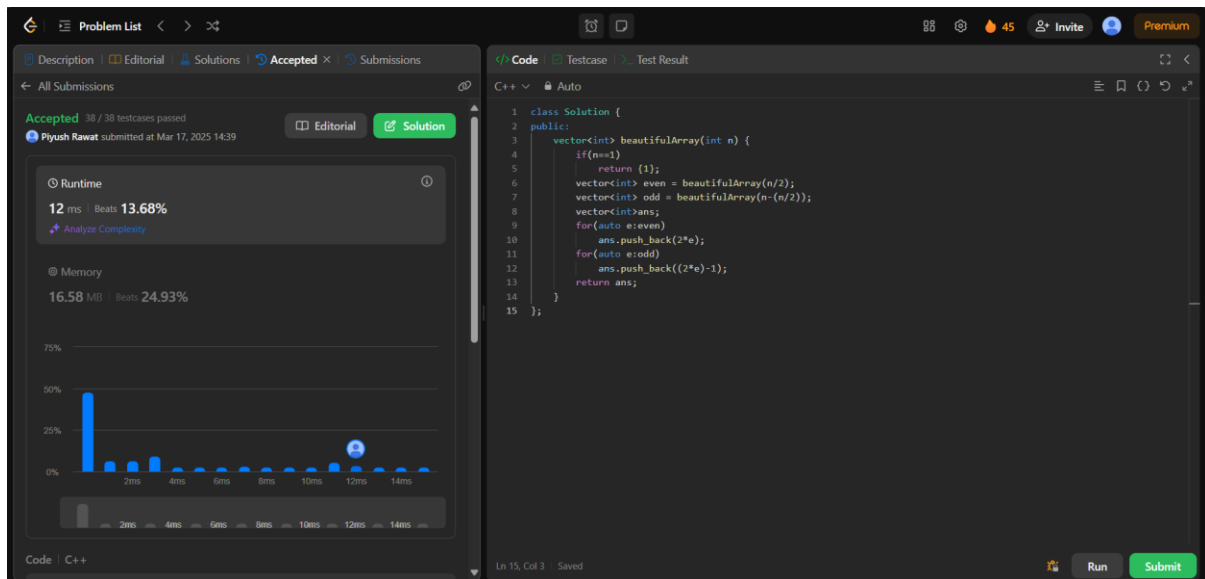 Problem List
45
Invite
Premium
Description
Editorial
Solutions
Accepted
Submissions
All Submissions
Accepted 38 / 38 testcases passed
Piyush Rawat submitted at Mar 17, 2025 14:39
Editorial
Solution
Runtime
12 ms Beats 13.68%
Analyze Complexity
Memory
16.58 MB Beats 24.93%
75%
50%
25%
0%
2ms 4ms 6ms 8ms 10ms 12ms 14ms
2ms 4ms 6ms 8ms 10ms 12ms 14ms
Code C++
</> Code
Testcase
>_ Test Result
C++ Auto
1 class Solution {
2 public:
3 vector<int> beautifulArray(int n) {
4 if(n==1)
5 return {1};
6 vector<int> even = beautifulArray(n/2);
7 vector<int> odd = beautifulArray(n-(n/2));
8 vector<int>ans;
9 for(auto e:even)
10 ans.push_back(2*e);
11 for(auto e:odd)
12 ans.push_back((2*e)-1);
13 return ans;
14 }
15 };
Ln 15, Col 3 Saved
Run
Submit